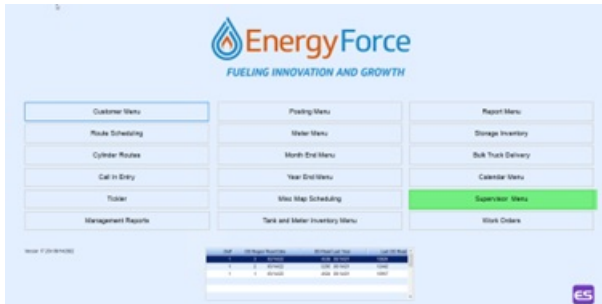 EnergyForce
FUELING INNOVATION AND GROWTH
Customer Menu
Posting Menu
Report Menu
Route Scheduling
Meter Menu
Storage Inventory
Cylinder Routes
Month End Menu
Bulk Truck Delivery
Call In Entry
Year End Menu
Calendar Menu
Tickler
Misc Map Scheduling
Supervisor Menu
Management Reports
Tank and Meter Inventory Menu
Work Orders
ES